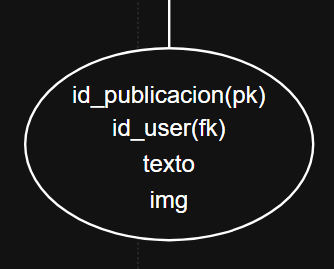 id_publicacion(pk)
id_user(fk)
texto
img